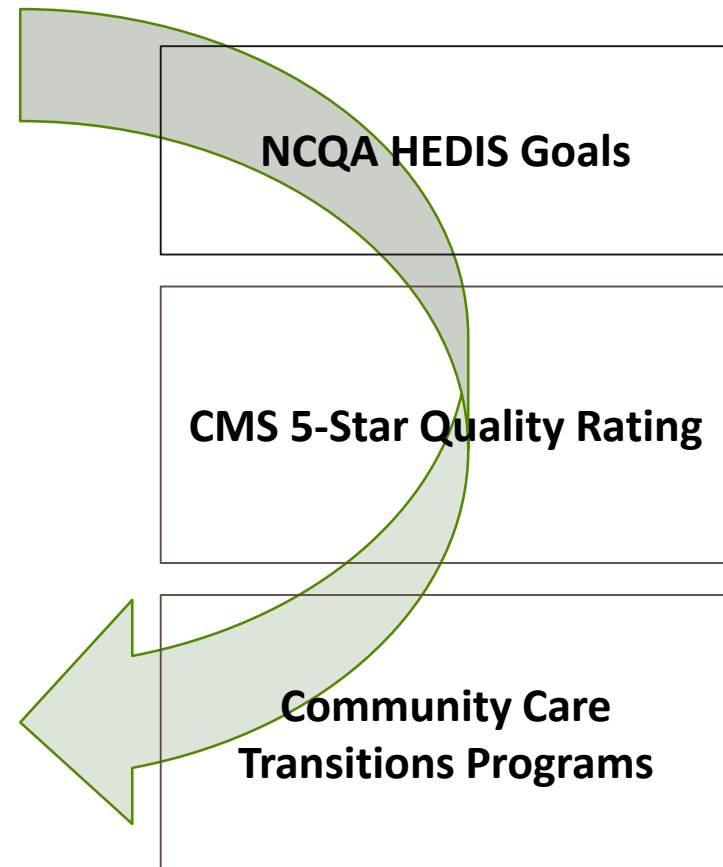 NCQA HEDIS Goals
CMS 5-Star Quality Rating
Community Care
Transitions Programs